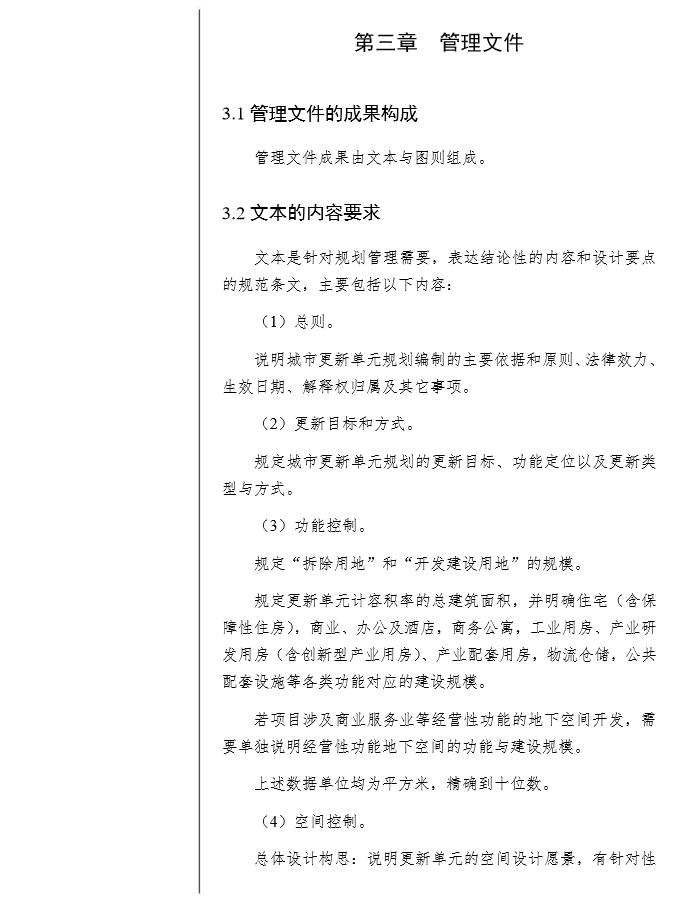 第三章　管理文件
3.1 管理文件的成果构成
管理文件成果由文本与图则组成。
3.2 文本的内容要求
文本是针对规划管理需要，表达结论性的内容和设计要点
的规范条文，主要包括以下内容：
（1）总则。
说明城市更新单元规划编制的主要依据和原则、法律效力、
生效日期、解释权归属及其它事项。
（2）更新目标和方式。
规定城市更新单元规划的更新目标、功能定位以及更新类
型与方式。
（3）功能控制。
规定“拆除用地”和“开发建设用地”的规模。
规定更新单元计容积率的总建筑面积，并明确住宅（含保
障性住房），商业、办公及酒店，商务公寓，工业用房、产业研
发用房（含创新型产业用房）、产业配套用房，物流仓储，公共
配套设施等各类功能对应的建设规模。
若项目涉及商业服务业等经营性功能的地下空间开发，需
要单独说明经营性功能地下空间的功能与建设规模。
上述数据单位均为平方米，精确到十位数。
（4）空间控制。
总体设计构思：说明更新单元的空间设计愿景，有针对性